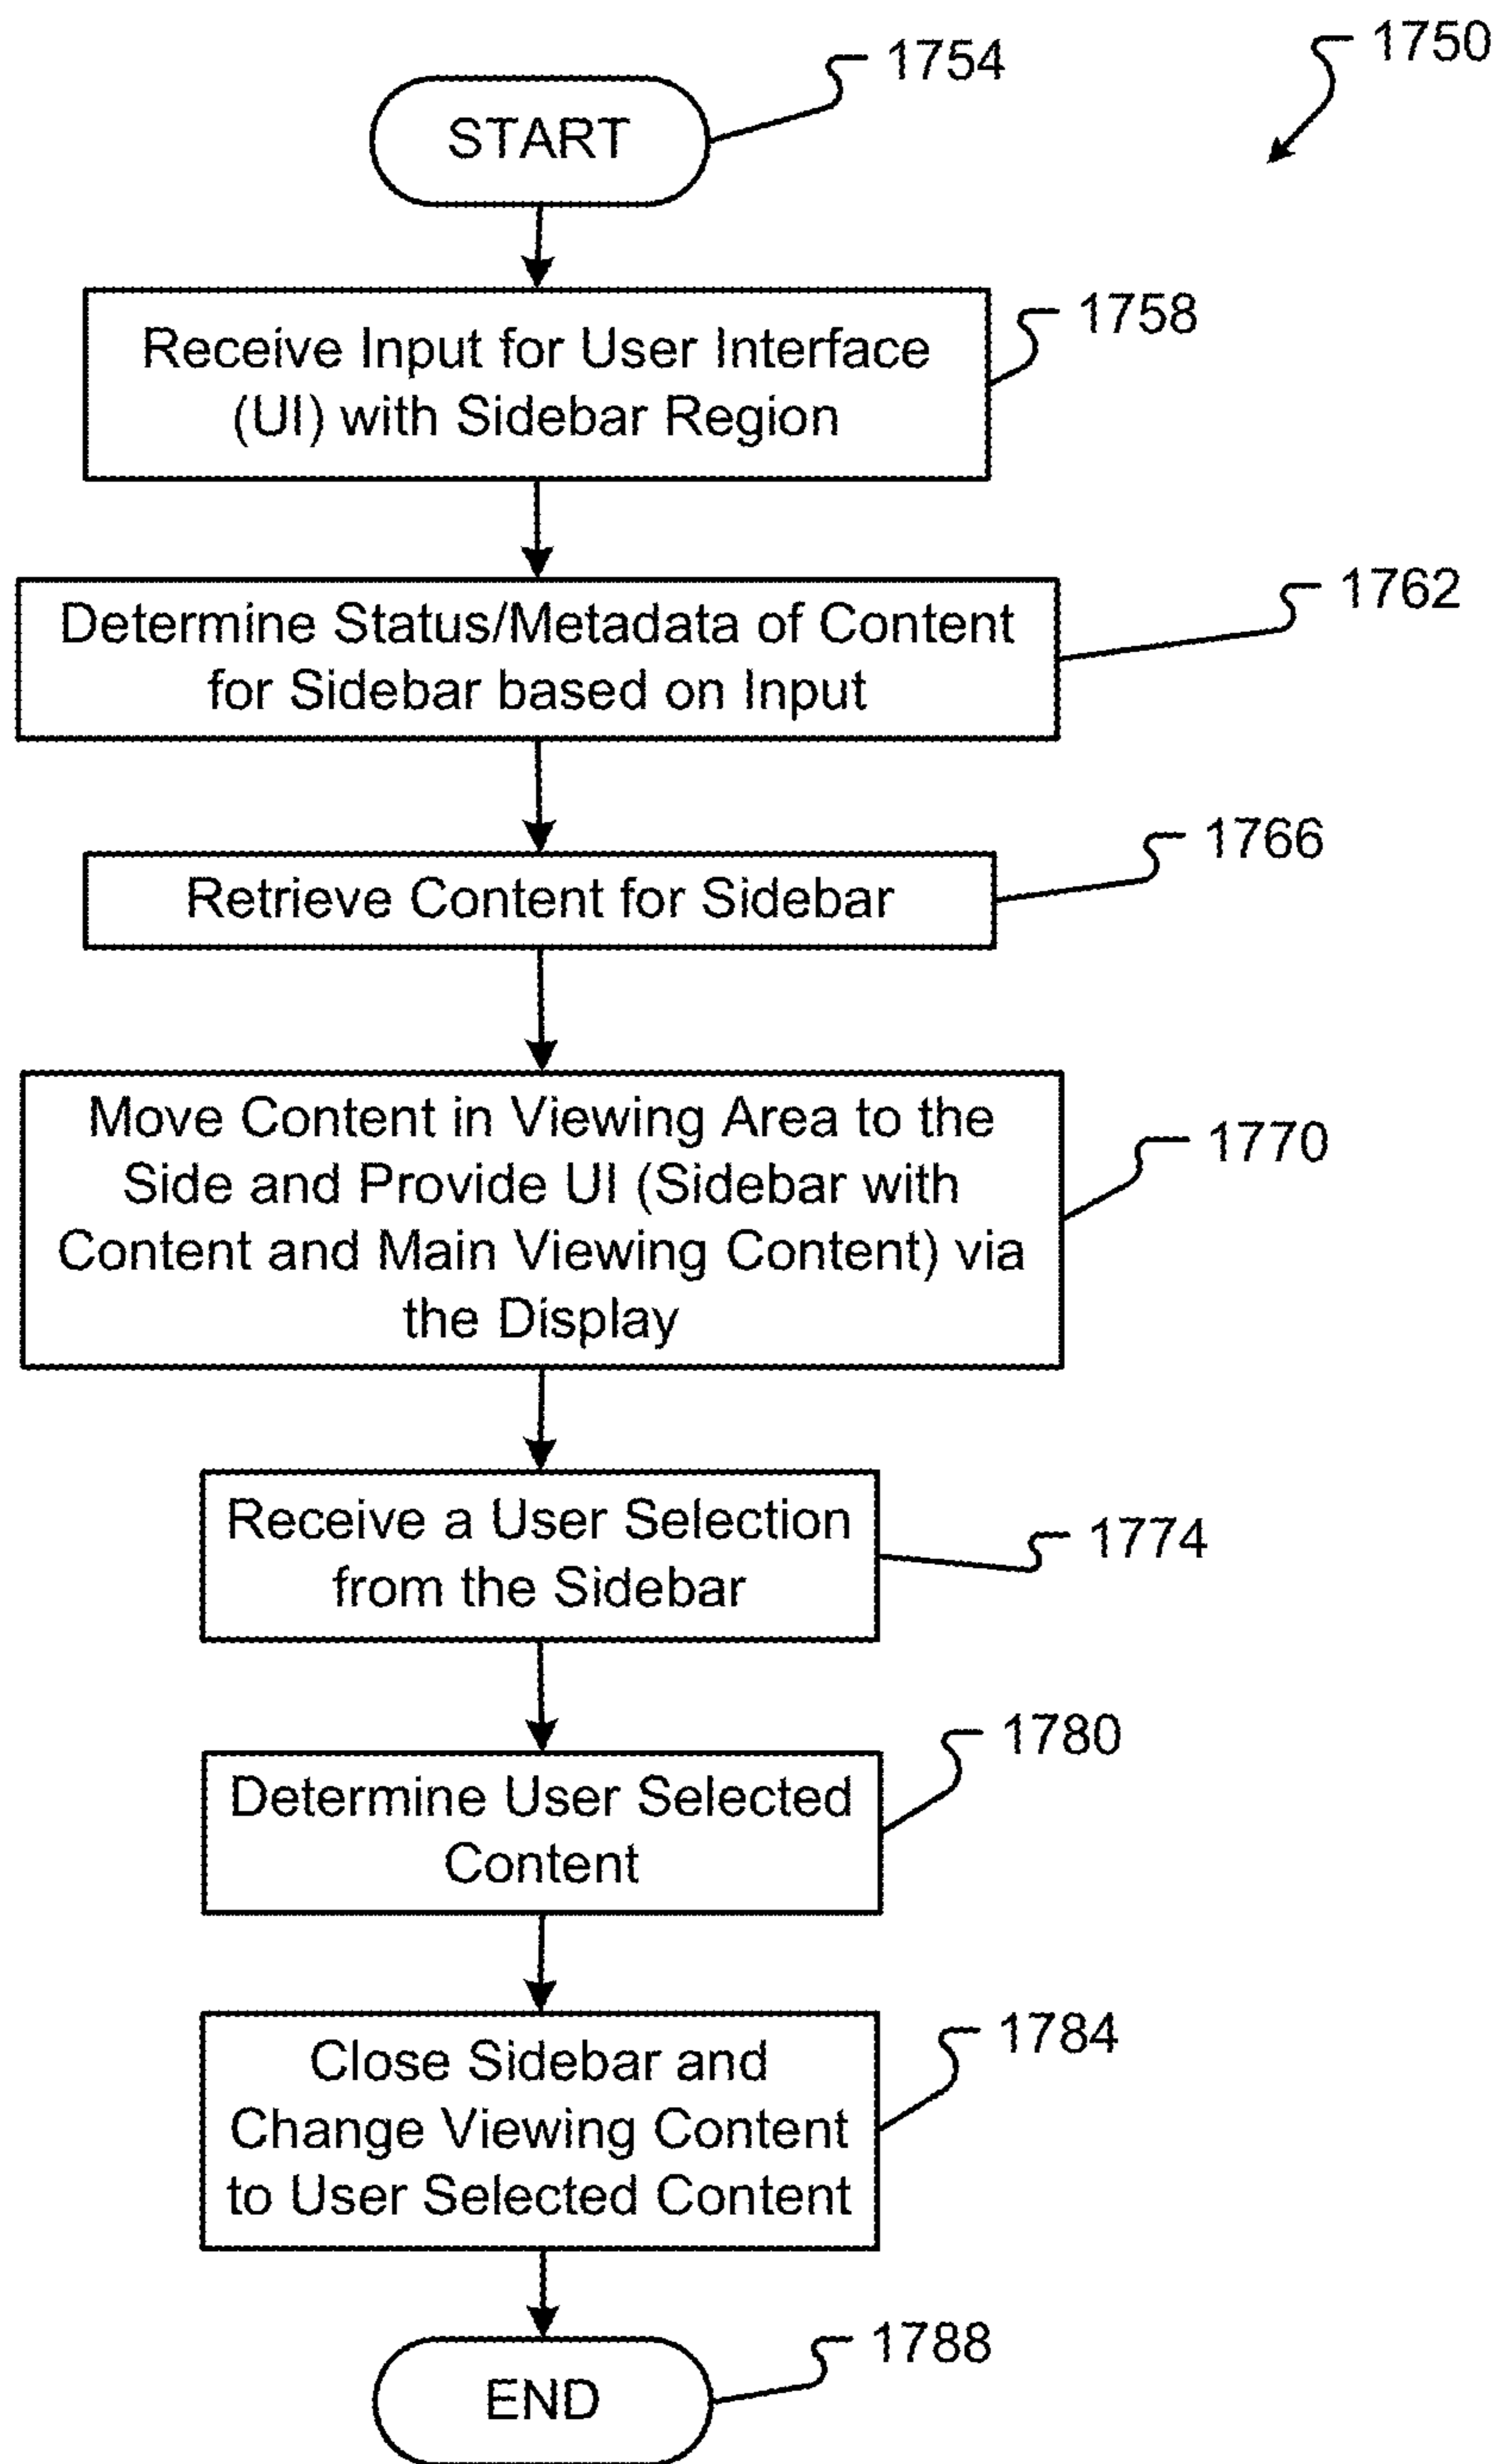 1750
1754
START
1758
Receive Input for User Interface
(UI) with Sidebar Region
1762
Determine Status/Metadata of Content
for Sidebar based on Input
1766
Retrieve Content for Sidebar
1770
Move Content in Viewing Area to the
Side and Provide UI (Sidebar with
Content and Main Viewing Content) via
the Display
1774
Receive a User Selection
from the Sidebar
1780
Determine User Selected
Content
1784
Close Sidebar and
Change Viewing Content
to User Selected Content
1788
END